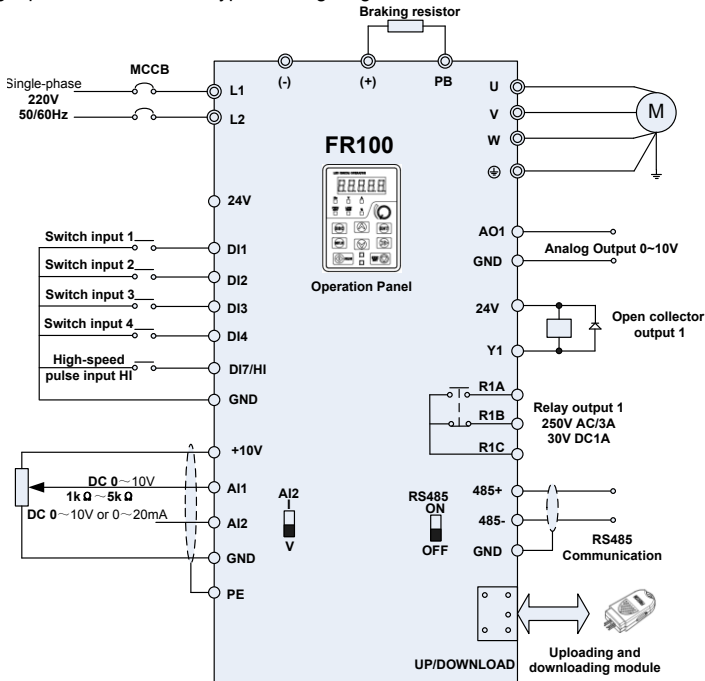 Braking resistor
MCCB
Single-phase
220V
50/60Hz
L1
L2
(-)
(+)
PB
U
V
W
M
FR100
24V
Switch input 1
DI1
Switch input 2
DI2
Switch input 3
DI3
Switch input 4
DI4
High-speed
pulse input HI
DI7/HI
GND
Operation Panel
AO1
Analog Output 0~10V
GND
24V
Open collector
output 1
Y1
R1A
R1B
R1C
Relay output 1
250V AC/3A
30V DC1A
+10V
DC 0～10V
1kΩ～5kΩ
AI1
DC 0～10V or 0～20mA
AI2
GND
PE
AI2
I
V
RS485
ON
OFF
485+
485-
GND
RS485
Communication
UP/DOWNLOAD
Uploading and
downloading module